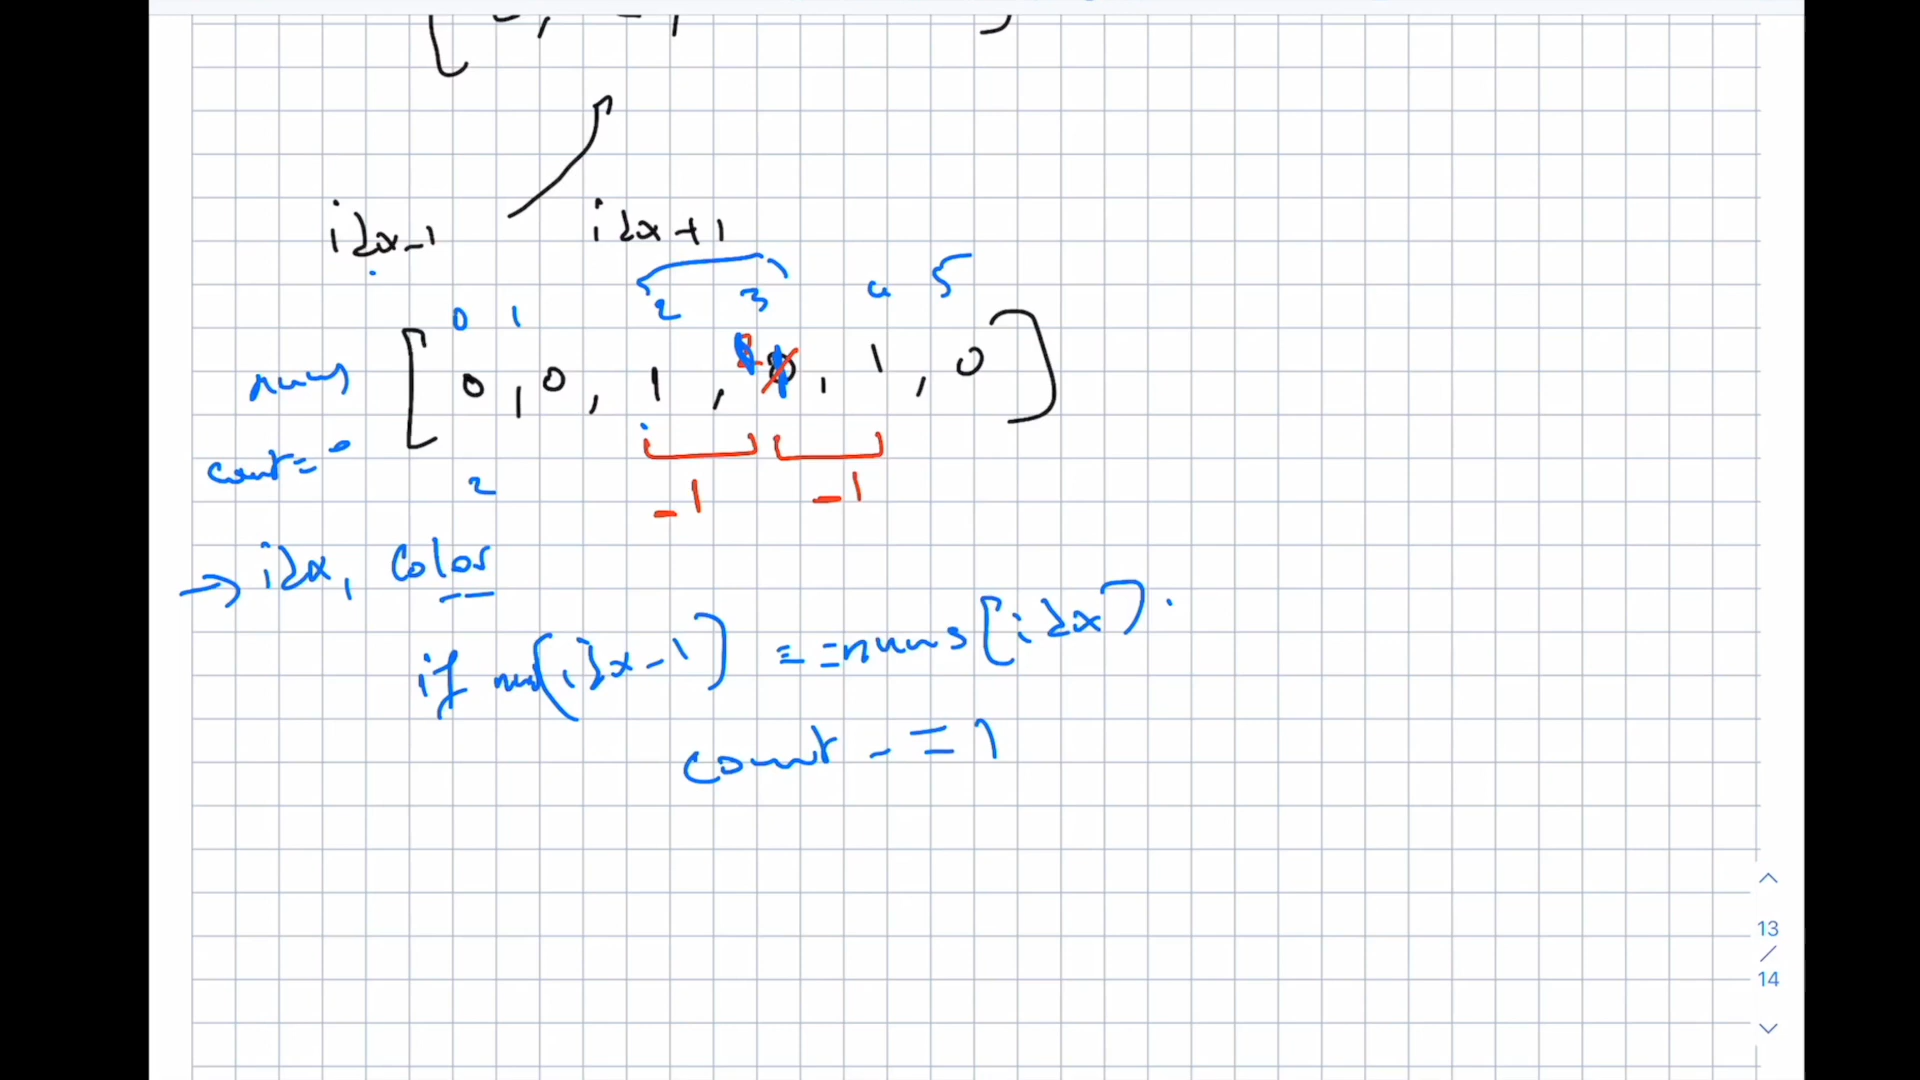 idx-1 idx+1
0 1 2 3 4 5
nums [0, 0, 1, 0, 1, 0]
count = 0
2 -1 -1
→ idx, color
if nums[idx-1] == nums[idx].
count -= 1
13
/
14